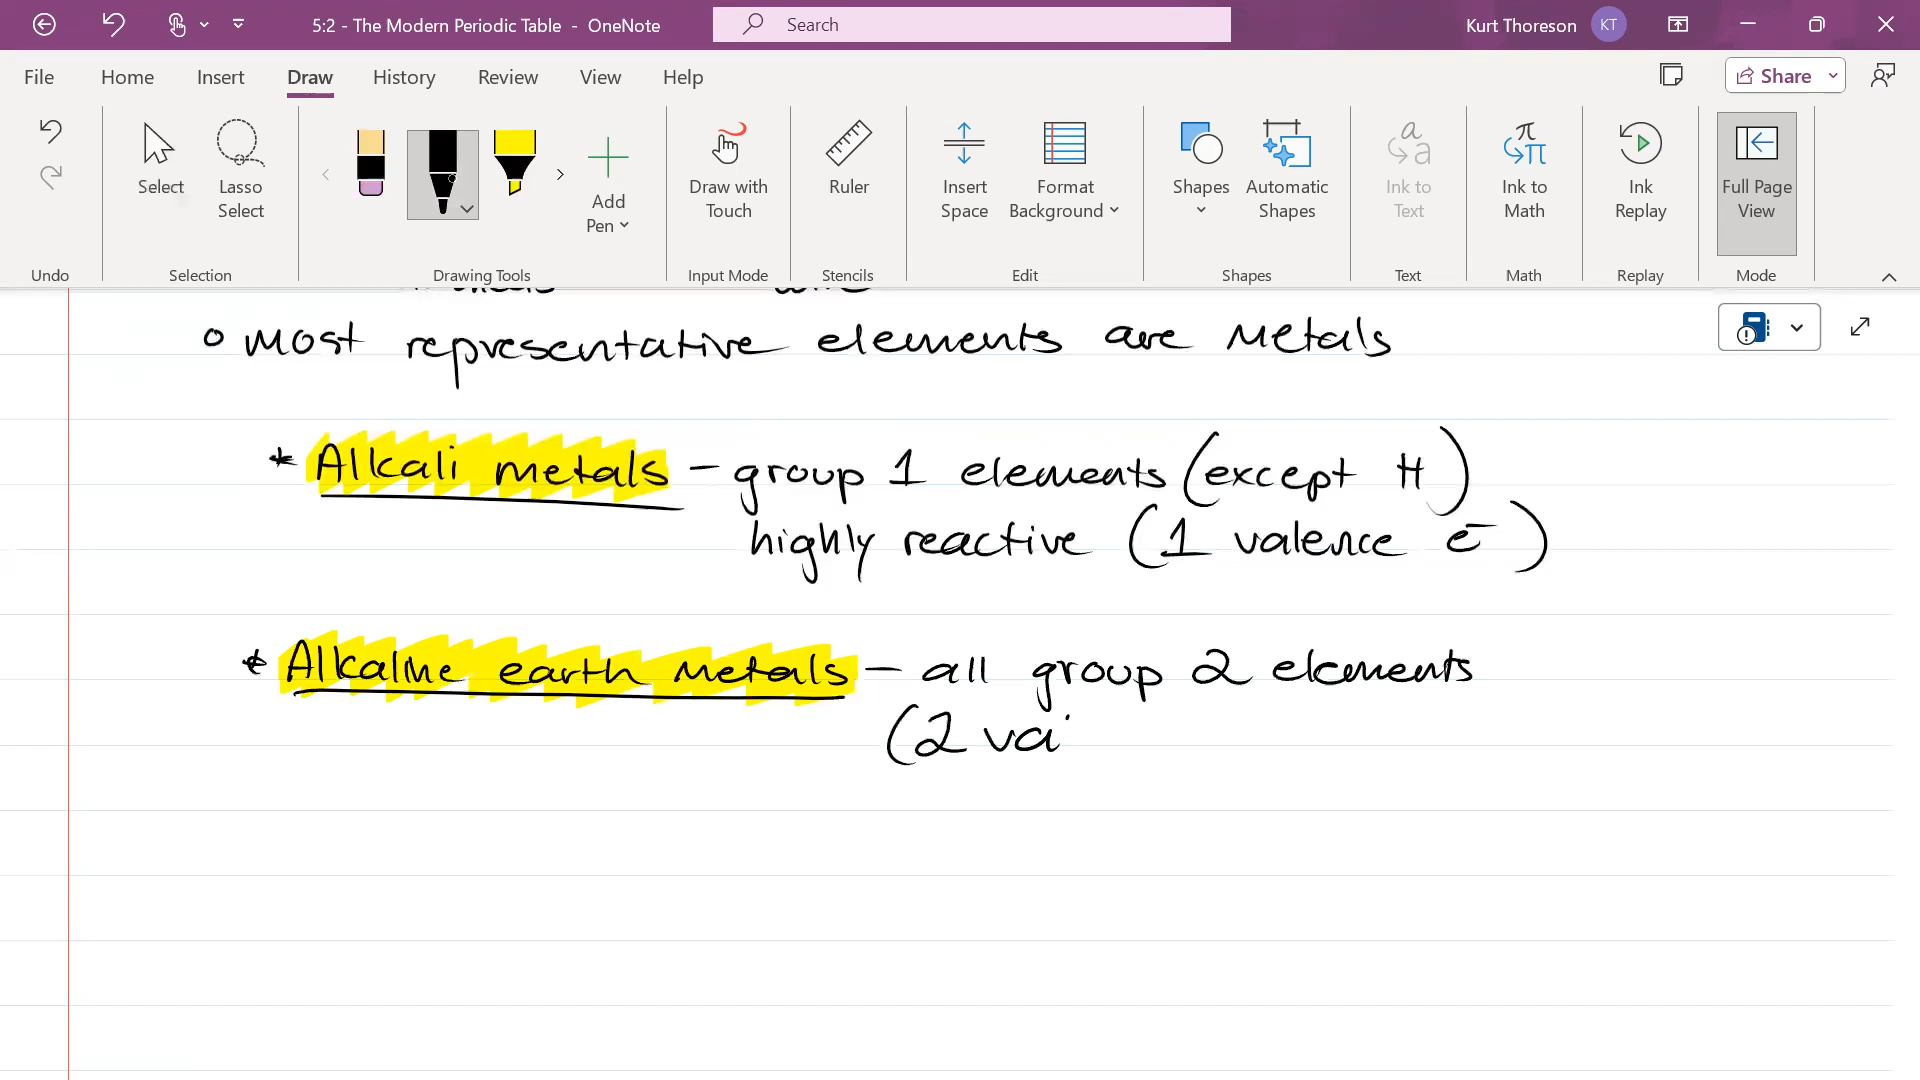 5:2 - The Modern Periodic Table - OneNote
Search
Kurt Thoreson
KT
File Home Insert Draw History Review View Help
Share
Select
Lasso Select
Add Pen
Draw with Touch
Ruler
Insert Space
Format Background
Shapes
Automatic Shapes
Ink to Text
Ink to Math
Ink Replay
Full Page View
Undo Selection Drawing Tools Input Mode Stencils Edit Shapes Text Math Replay Mode
o most representative elements are metals
* Alkali metals - group 1 elements (except H)
highly reactive (1 valence e⁻)
* Alkaline earth metals - all group 2 elements
(2 va